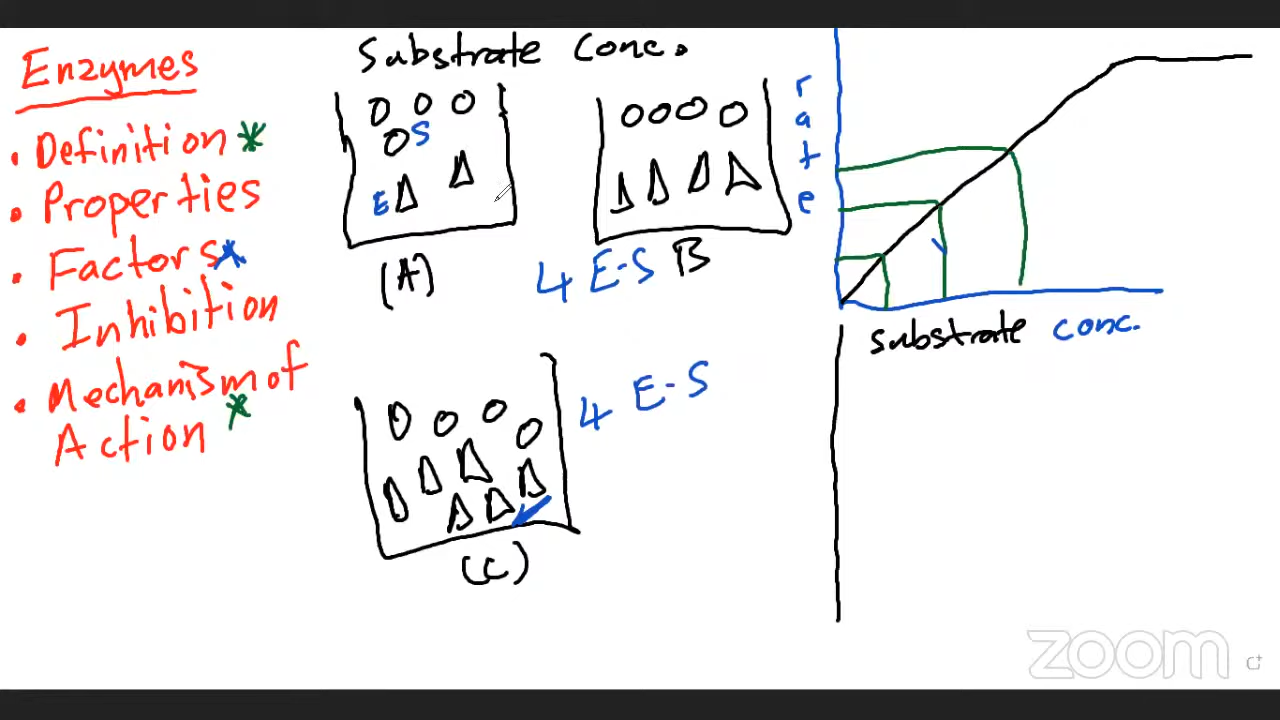 Enzymes
• Definition *
• Properties
• Factors *
• Inhibition
• Mechanism of
Action *
Substrate Conc.
S
E
(A)
4 E-S B
4 E-S
(C)
rate
substrate conc.
zoom